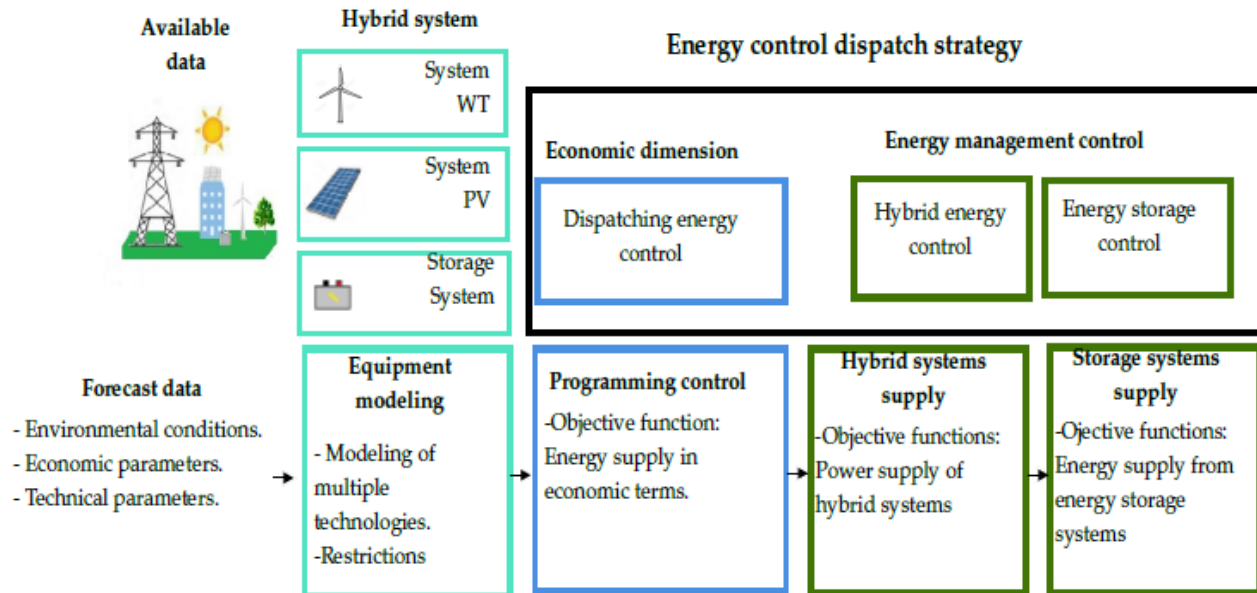 Available
data
Hybrid system
System
WT
System
PV
Storage
System
Energy control dispatch strategy
Economic dimension
Dispatching energy
control
Energy management control
Hybrid energy
control
Energy storage
control
Forecast data
- Environmental conditions.
- Economic parameters.
- Technical parameters.
Equipment
modeling
- Modeling of
multiple
technologies.
-Restrictions
Programming control
-Objective function:
Energy supply in
economic terms.
Hybrid systems
supply
-Objective functions:
Power supply of
hybrid systems
Storage systems
supply
-Ojective functions:
Energy supply from
energy storage
systems